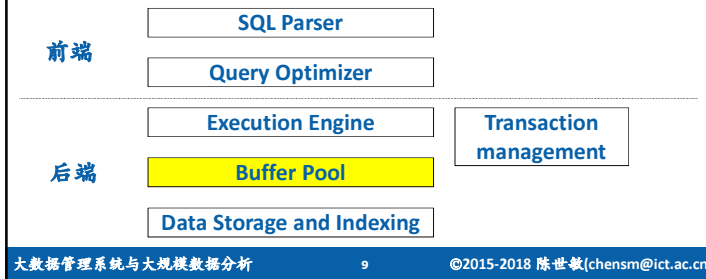 SQL Parser
前端
Query Optimizer
Execution Engine
Transaction
management
后端
Buffer Pool
Data Storage and Indexing
大数据管理系统与大规模数据分析
9
©2015-2018 陈世敏(chensm@ict.ac.cn